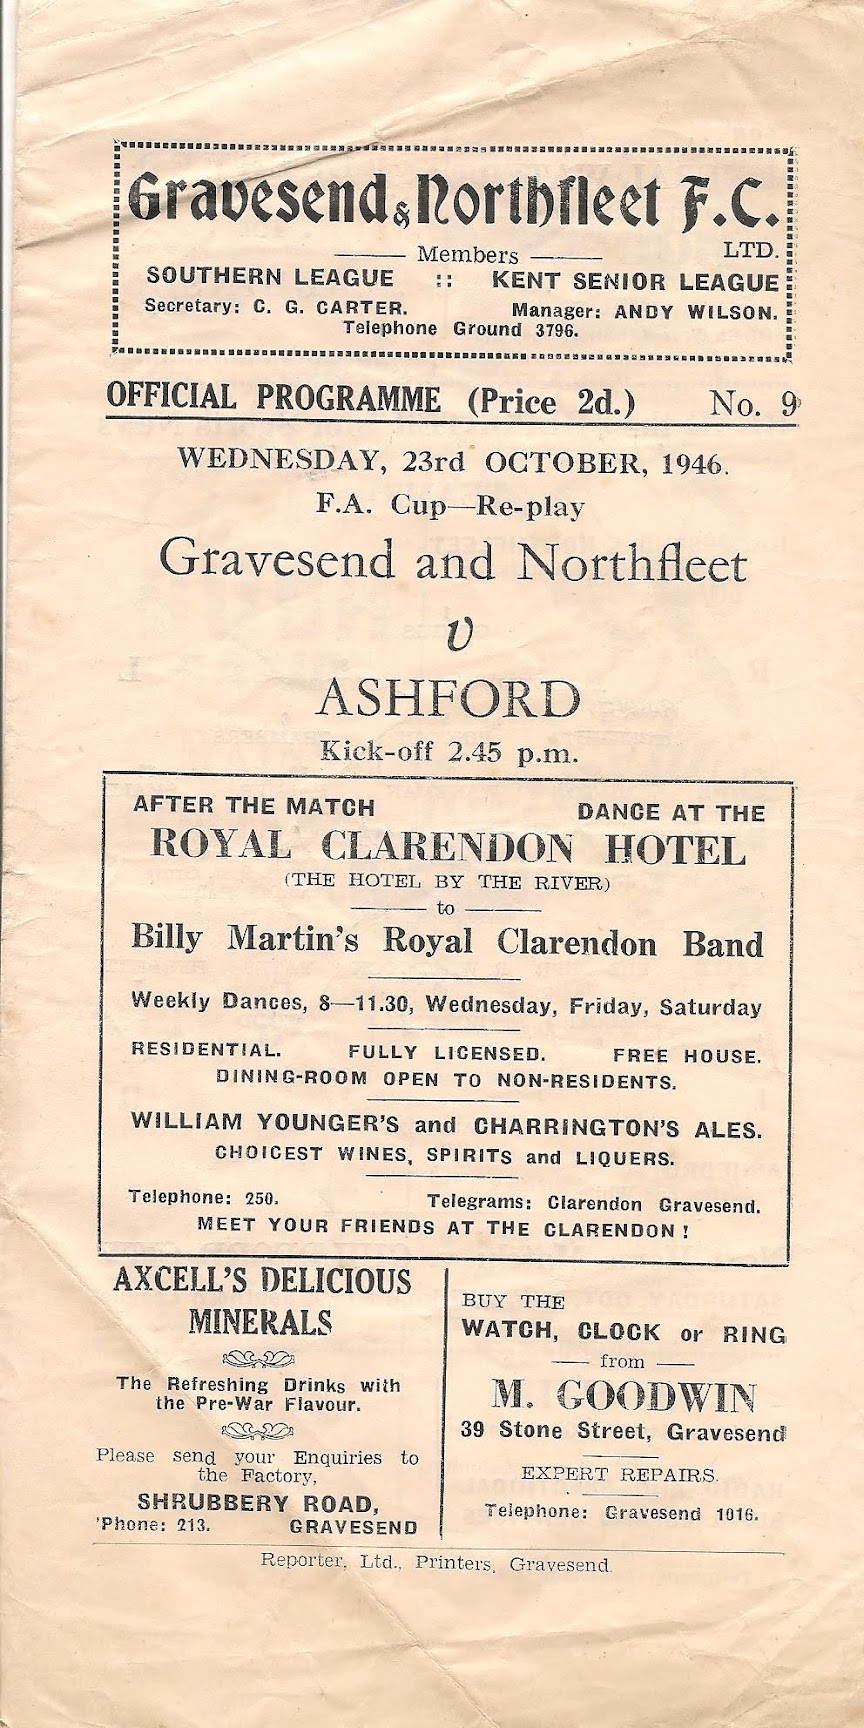 Gravesend & Northfleet F.C.
LTD.
Members
SOUTHERN LEAGUE :: KENT SENIOR LEAGUE
Secretary: C. G. CARTER. Manager: ANDY WILSON.
Telephone Ground 3796.
OFFICIAL PROGRAMME (Price 2d.) No. 9
WEDNESDAY, 23rd OCTOBER, 1946.
F.A. Cup—Re-play
Gravesend and Northfleet
v
ASHFORD
Kick-off 2.45 p.m.
AFTER THE MATCH DANCE AT THE
ROYAL CLARENDON HOTEL
(THE HOTEL BY THE RIVER)
to
Billy Martin's Royal Clarendon Band
Weekly Dances, 8—11.30, Wednesday, Friday, Saturday
RESIDENTIAL. FULLY LICENSED. FREE HOUSE.
DINING-ROOM OPEN TO NON-RESIDENTS.
WILLIAM YOUNGER'S and CHARRINGTON'S ALES.
CHOICEST WINES, SPIRITS and LIQUERS.
Telephone: 250. Telegrams: Clarendon Gravesend.
MEET YOUR FRIENDS AT THE CLARENDON!
AXCELL'S DELICIOUS
MINERALS
The Refreshing Drinks with
the Pre-War Flavour.
Please send your Enquiries to
the Factory,
SHRUBBERY ROAD,
'Phone: 213. GRAVESEND
BUY THE
WATCH, CLOCK or RING
from
M. GOODWIN
39 Stone Street, Gravesend
EXPERT REPAIRS.
Telephone: Gravesend 1016.
Reporter, Ltd., Printers, Gravesend.